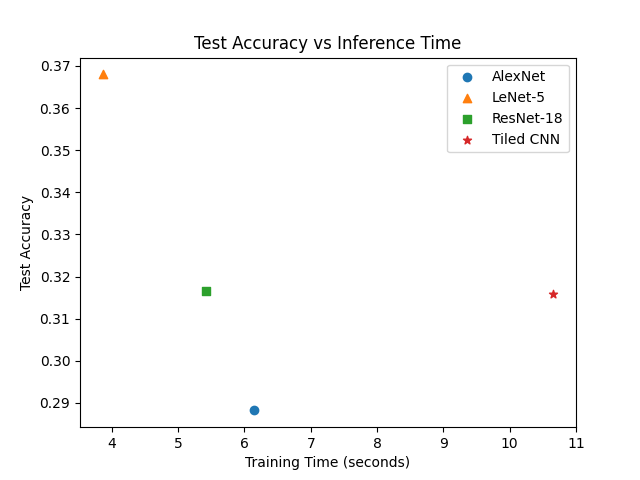 Test Accuracy vs Inference Time
AlexNet
LeNet-5
ResNet-18
Tiled CNN
Test Accuracy
0.37
0.36
0.35
0.34
0.33
0.32
0.31
0.30
0.29
4 5 6 7 8 9 10 11
Training Time (seconds)